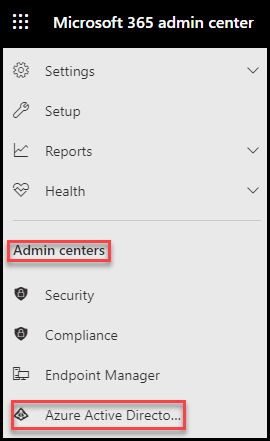 Microsoft 365 admin center
Settings
Setup
Reports
Health
Admin centers
Security
Compliance
Endpoint Manager
Azure Active Directo...